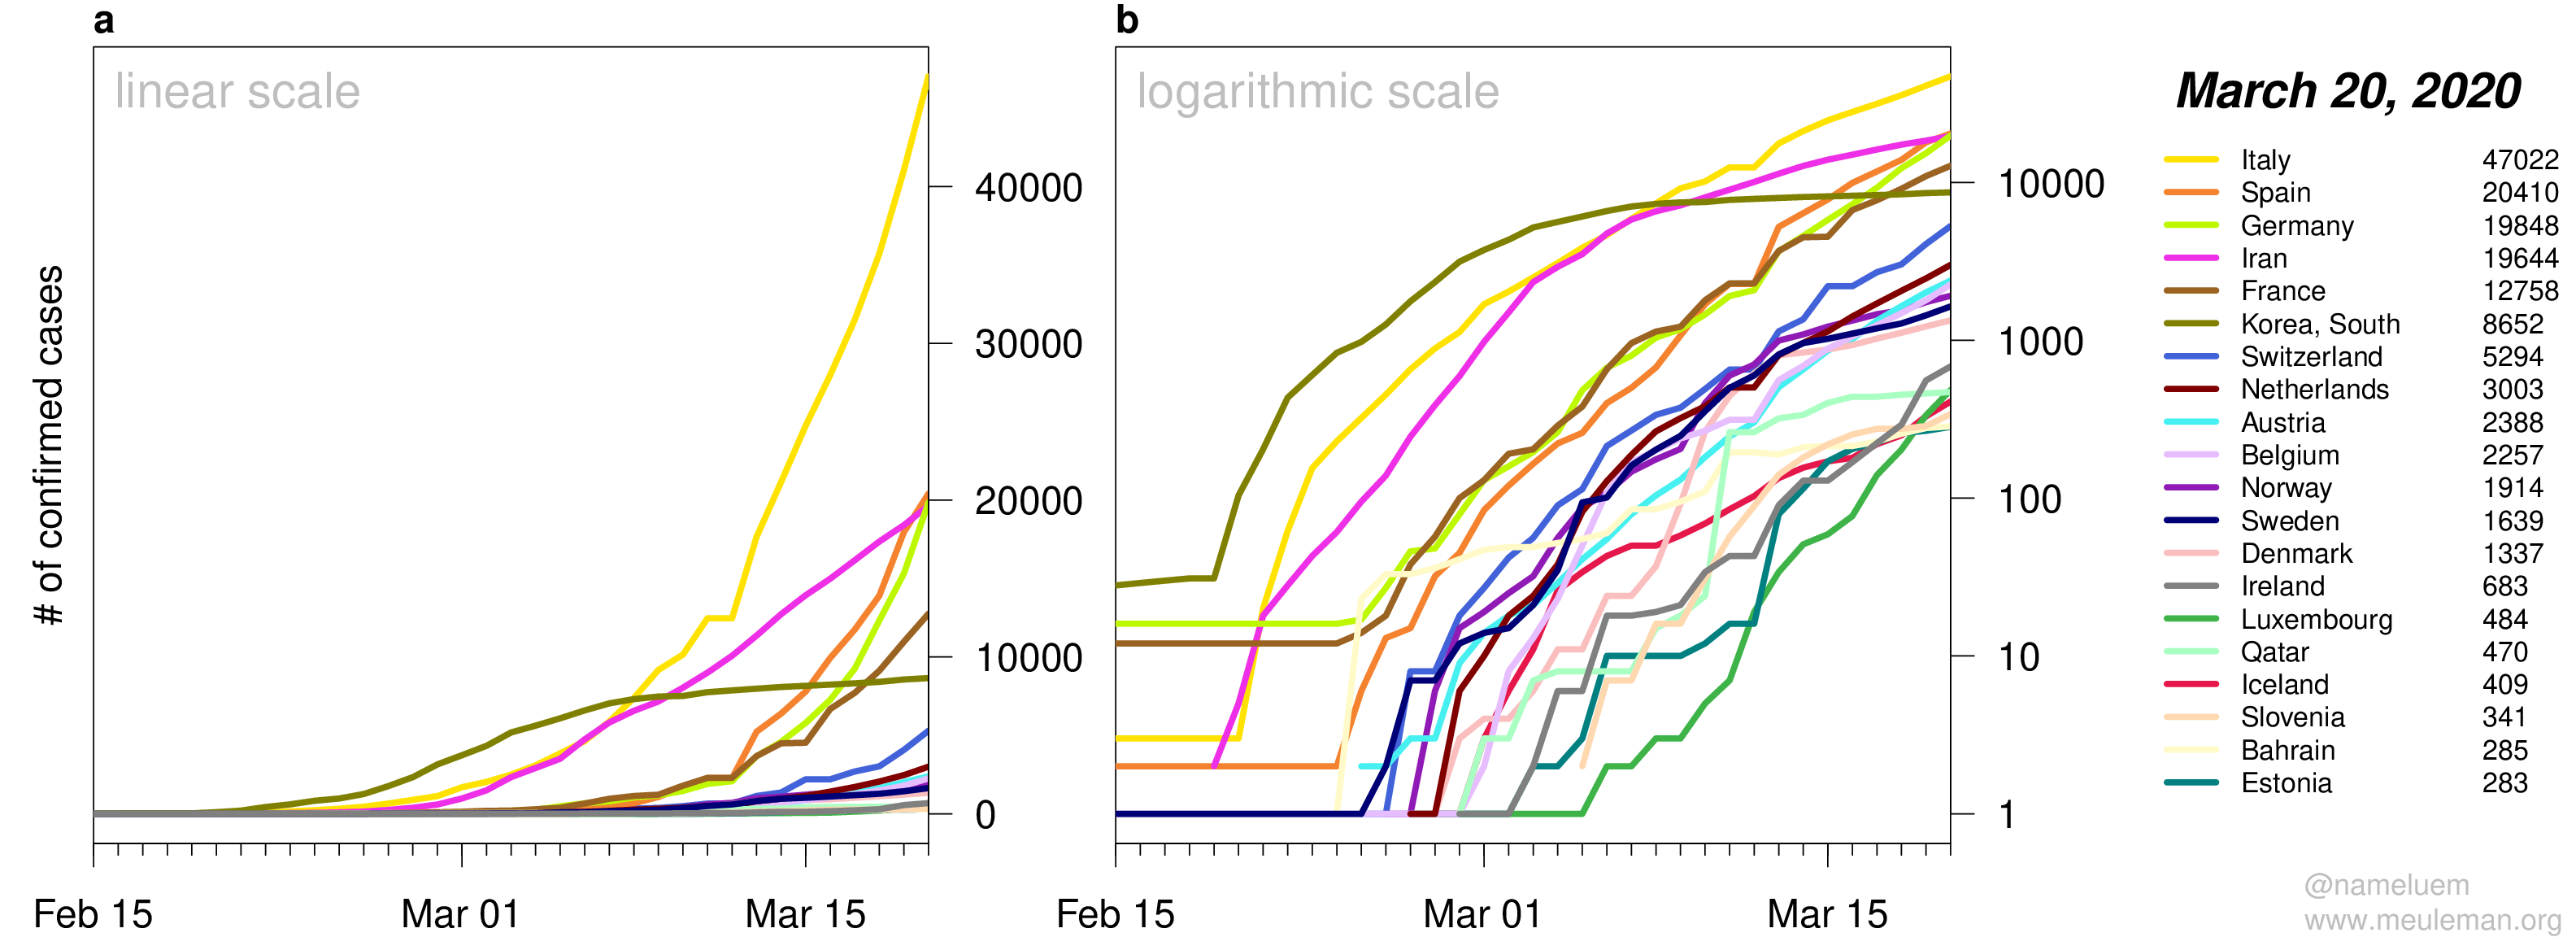 a
linear scale
# of confirmed cases
40000
30000
20000
10000
0
Feb 15
Mar 01
Mar 15
b
logarithmic scale
10000
1000
100
10
1
Feb 15
Mar 01
Mar 15
March 20, 2020
Italy 47022
Spain 20410
Germany 19848
Iran 19644
France 12758
Korea, South 8652
Switzerland 5294
Netherlands 3003
Austria 2388
Belgium 2257
Norway 1914
Sweden 1639
Denmark 1337
Ireland 683
Luxembourg 484
Qatar 470
Iceland 409
Slovenia 341
Bahrain 285
Estonia 283
@nameluem
www.meuleman.org